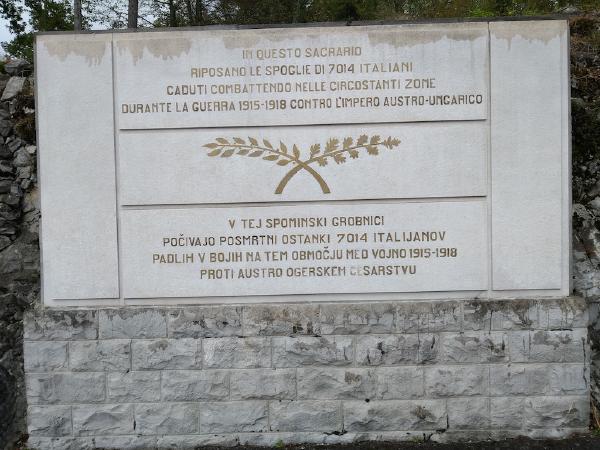 IN QUESTO SACRARIO
RIPOSANO LE SPOGLIE DI 7014 ITALIANI
CADUTI COMBATTENDO NELLE CIRCOSTANTI ZONE
DURANTE LA GUERRA 1915-1918 CONTRO L'IMPERO AUSTRO-UNGARICO
V TEJ SPOMINSKI GROBNICI
POČIVAJO POSMRTNI OSTANKI 7014 ITALIJANOV
PADLIH V BOJIH NA TEM OBMOČJU MED VOJNO 1915-1918
PROTI AUSTRO OGERSKEM CESARSTVU